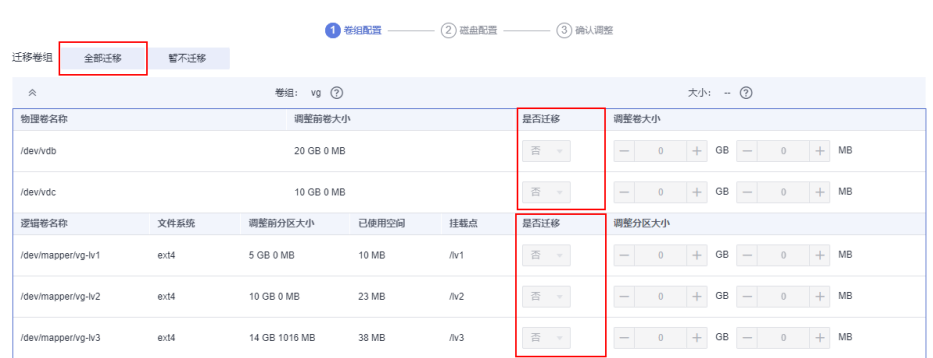 1 卷组配置 2 磁盘配置 3 确认调整
迁移卷组 全部迁移 暂不迁移
卷组： vg ? 大小： -- ?
物理卷名称 调整前卷大小 是否迁移 调整卷大小
/dev/vdb 20 GB 0 MB 否 — 0 + GB — 0 + MB
/dev/vdc 10 GB 0 MB 否 — 0 + GB — 0 + MB
逻辑卷名称 文件系统 调整前分区大小 已使用空间 挂载点 是否迁移 调整分区大小
/dev/mapper/vg-lv1 ext4 5 GB 0 MB 10 MB /lv1 否 — 0 + GB — 0 + MB
/dev/mapper/vg-lv2 ext4 10 GB 0 MB 23 MB /lv2 否 — 0 + GB — 0 + MB
/dev/mapper/vg-lv3 ext4 14 GB 1016 MB 38 MB /lv3 否 — 0 + GB — 0 + MB